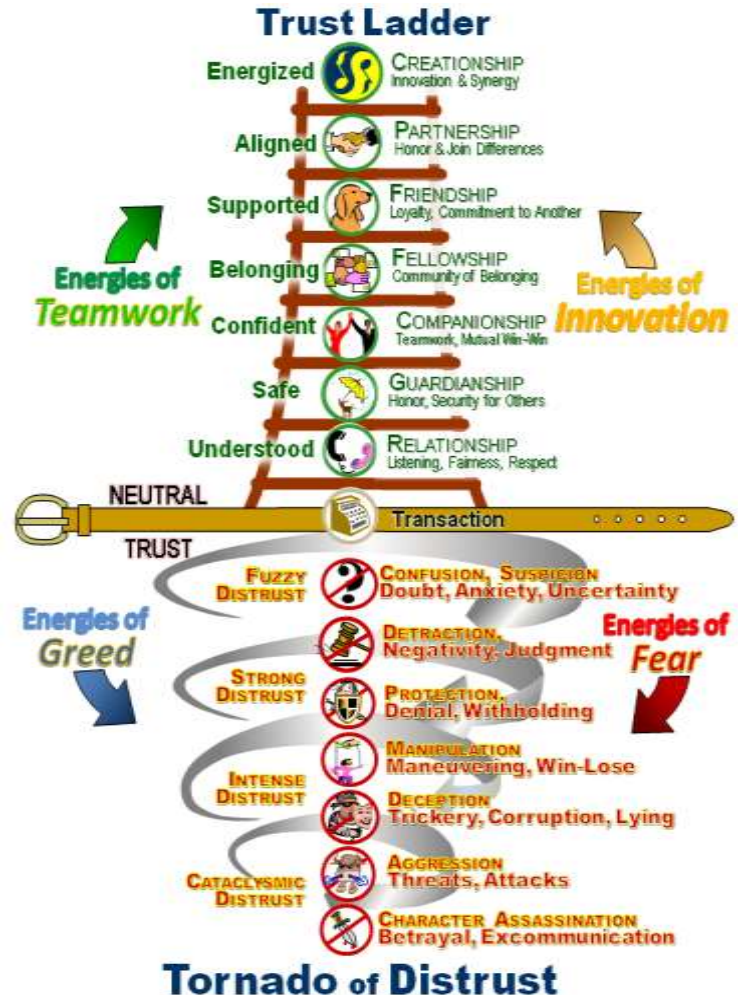 Trust Ladder
Energized
CREATIONSHIP
Innovation & Synergy
Aligned
PARTNERSHIP
Honor & Join Differences
Supported
FRIENDSHIP
Loyalty, Commitment to Another
Energies of
Teamwork
Belonging
FELLOWSHIP
Community of Belonging
Energies of
Innovation
Confident
COMPANIONSHIP
Teamwork, Mutual Win-Win
Safe
GUARDIANSHIP
Honor, Security for Others
Understood
RELATIONSHIP
Listening, Fairness, Respect
NEUTRAL
TRUST
Transaction
FUZZY
DISTRUST
CONFUSION, SUSPICION
Doubt, Anxiety, Uncertainty
Energies of
Greed
DETRACTION,
Negativity, Judgment
Energies of
Fear
STRONG
DISTRUST
PROTECTION,
Denial, Withholding
MANIPULATION
Maneuvering, Win-Lose
INTENSE
DISTRUST
DECEPTION
Trickery, Corruption, Lying
AGGRESSION
Threats, Attacks
CATACLYSMIC
DISTRUST
CHARACTER ASSASSINATION
Betrayal, Excommunication
Tornado of Distrust